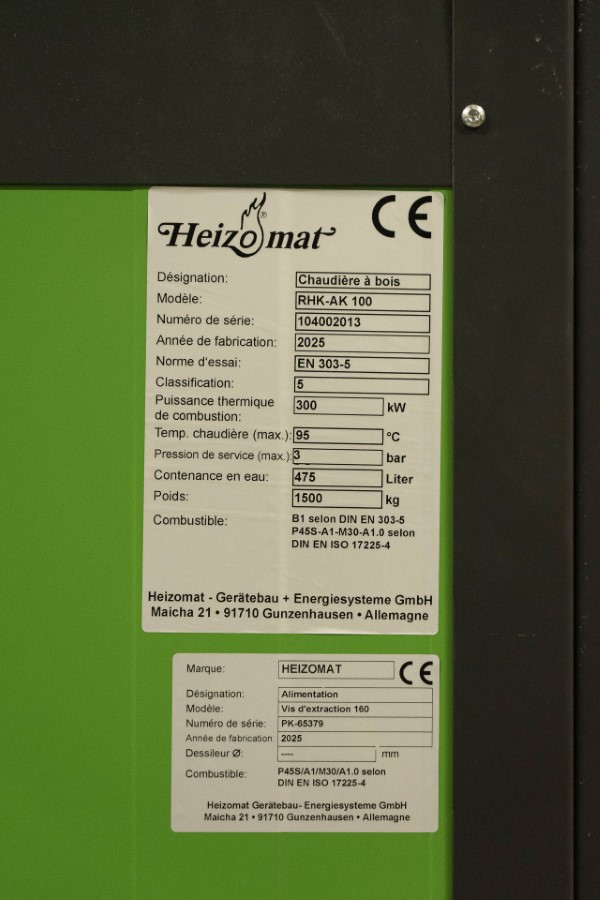 Heizomat® CE
Désignation: Chaudière à bois
Modèle: RHK-AK 100
Numéro de série: 104002013
Année de fabrication: 2025
Norme d'essai: EN 303-5
Classification: 5
Puissance thermique
de combustion: 300 kW
Temp. chaudière (max.): 95 °C
Pression de service (max.): 3 bar
Contenance en eau: 475 Liter
Poids: 1500 kg
Combustible: B1 selon DIN EN 303-5
P45S-A1-M30-A1.0 selon
DIN EN ISO 17225-4
Heizomat - Gerätebau + Energiesysteme GmbH
Maicha 21 • 91710 Gunzenhausen • Allemagne
Marque: HEIZOMAT CE
Désignation: Alimentation
Modèle: Vis d'extraction 160
Numéro de série: PK-65379
Année de fabrication 2025
Dessileur Ø: ---- mm
Combustible: P45S/A1/M30/A1.0 selon
DIN EN ISO 17225-4
Heizomat Gerätebau- Energiesysteme GmbH
Maicha 21 • 91710 Gunzenhausen • Allemagne